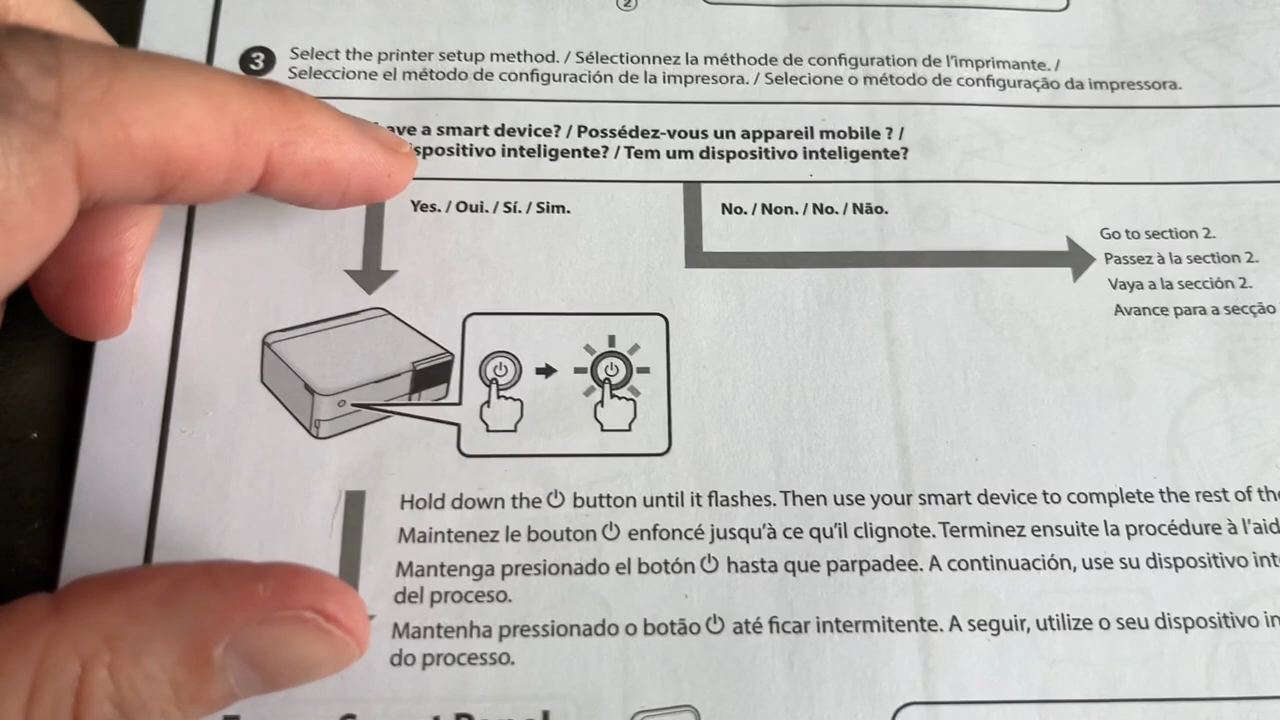 2
3
Select the printer setup method. / Sélectionnez la méthode de configuration de l'imprimante. /
Seleccione el método de configuración de la impresora. / Selecione o método de configuração da impressora.
a smart device? / Possédez-vous un appareil mobile ? /
inteligente? / Tem um dispositivo inteligente?
Yes. / Oui. / Sí. / Sim.
No. / Non. / No. / Não.
Go to section 2.
Passez à la section 2.
Vaya a la sección 2.
Avance para a secção
Hold down the button until it flashes. Then use your smart device to complete the rest of
Maintenez le bouton enfoncé jusqu'à ce qu'il clignote. Terminez ensuite la procédure à
Mantenga presionado el botón hasta que parpadee. A continuación, use su dispositivo
del proceso.
Mantenha pressionado o botão até ficar intermitente. A seguir, utilize o seu dispositivo
do processo.